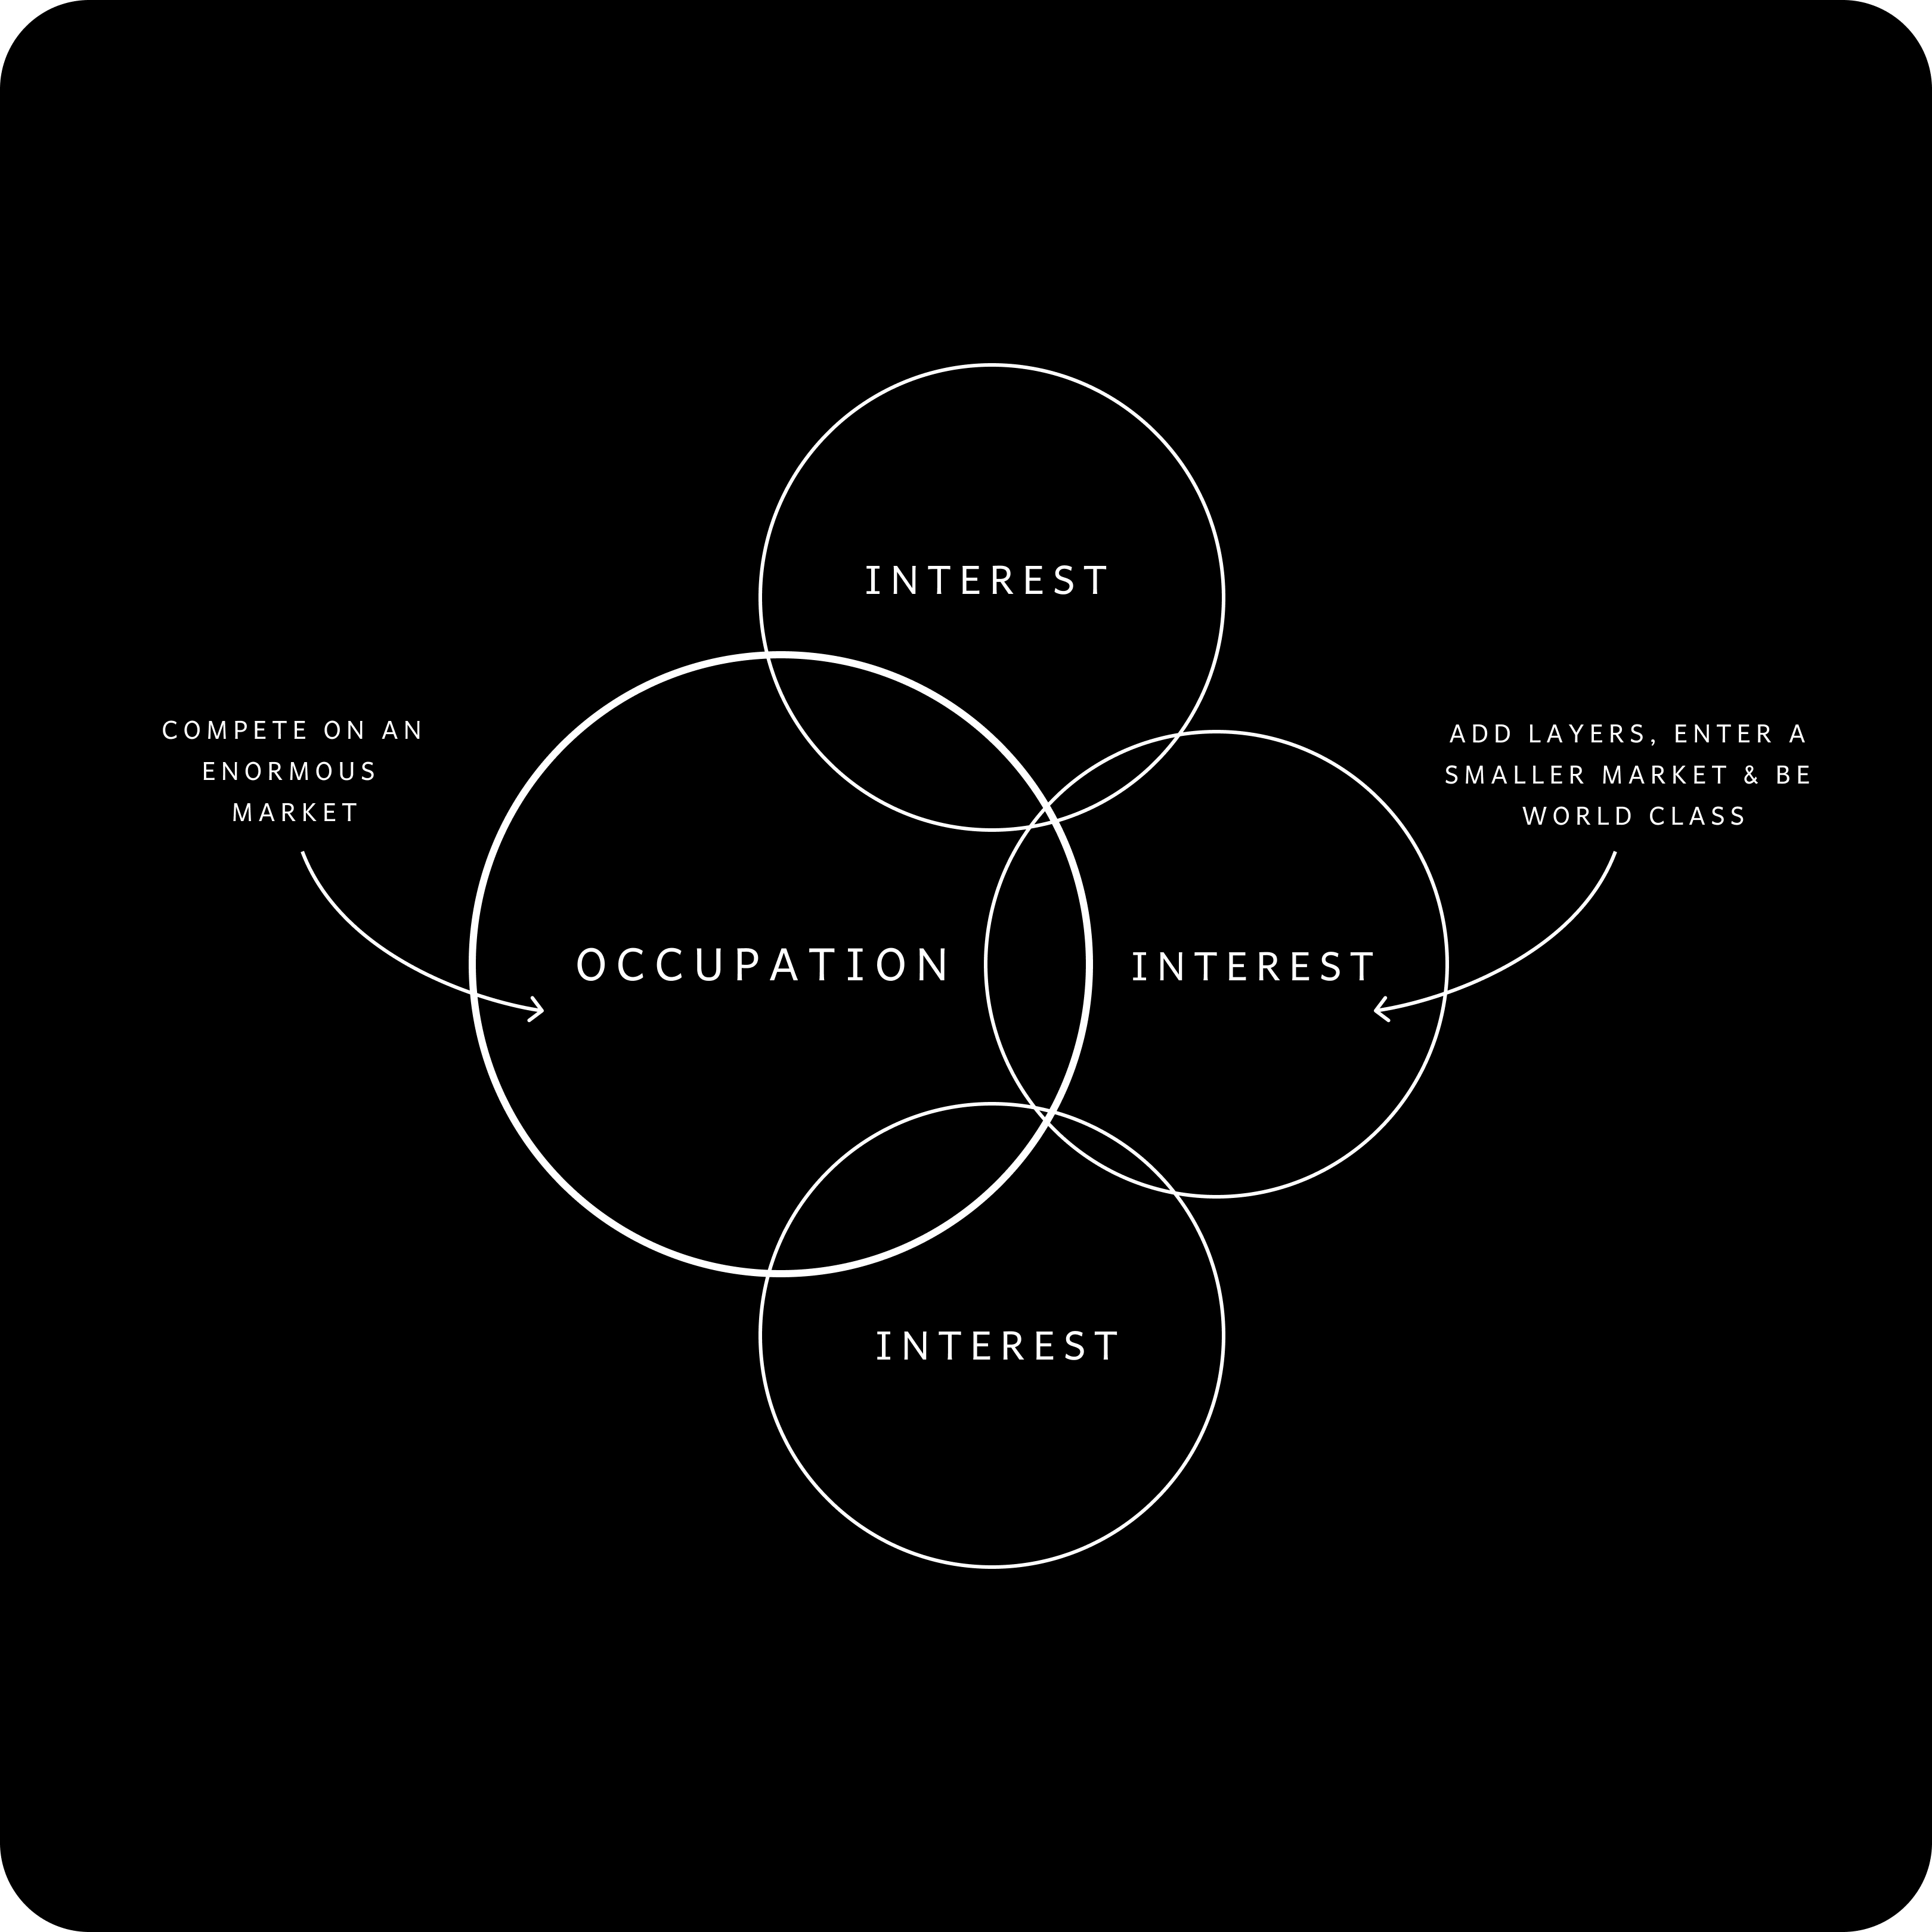 INTEREST
COMPETE ON AN
ENORMOUS
MARKET
ADD LAYERS, ENTER A
SMALLER MARKET & BE
WORLD CLASS
OCCUPATION
INTEREST
INTEREST